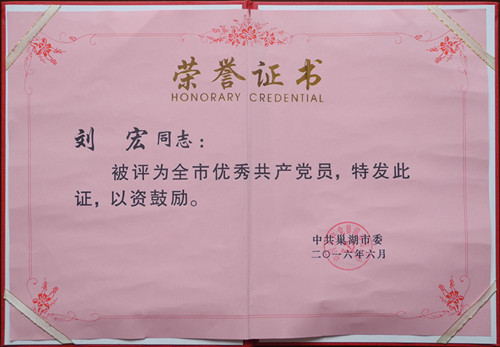 荣誉证书
HONORARY CREDENTIAL
刘 宏 同志：
被评为全市优秀共产党员，特发此
证，以资鼓励。
中共巢湖市委
二〇一六年六月